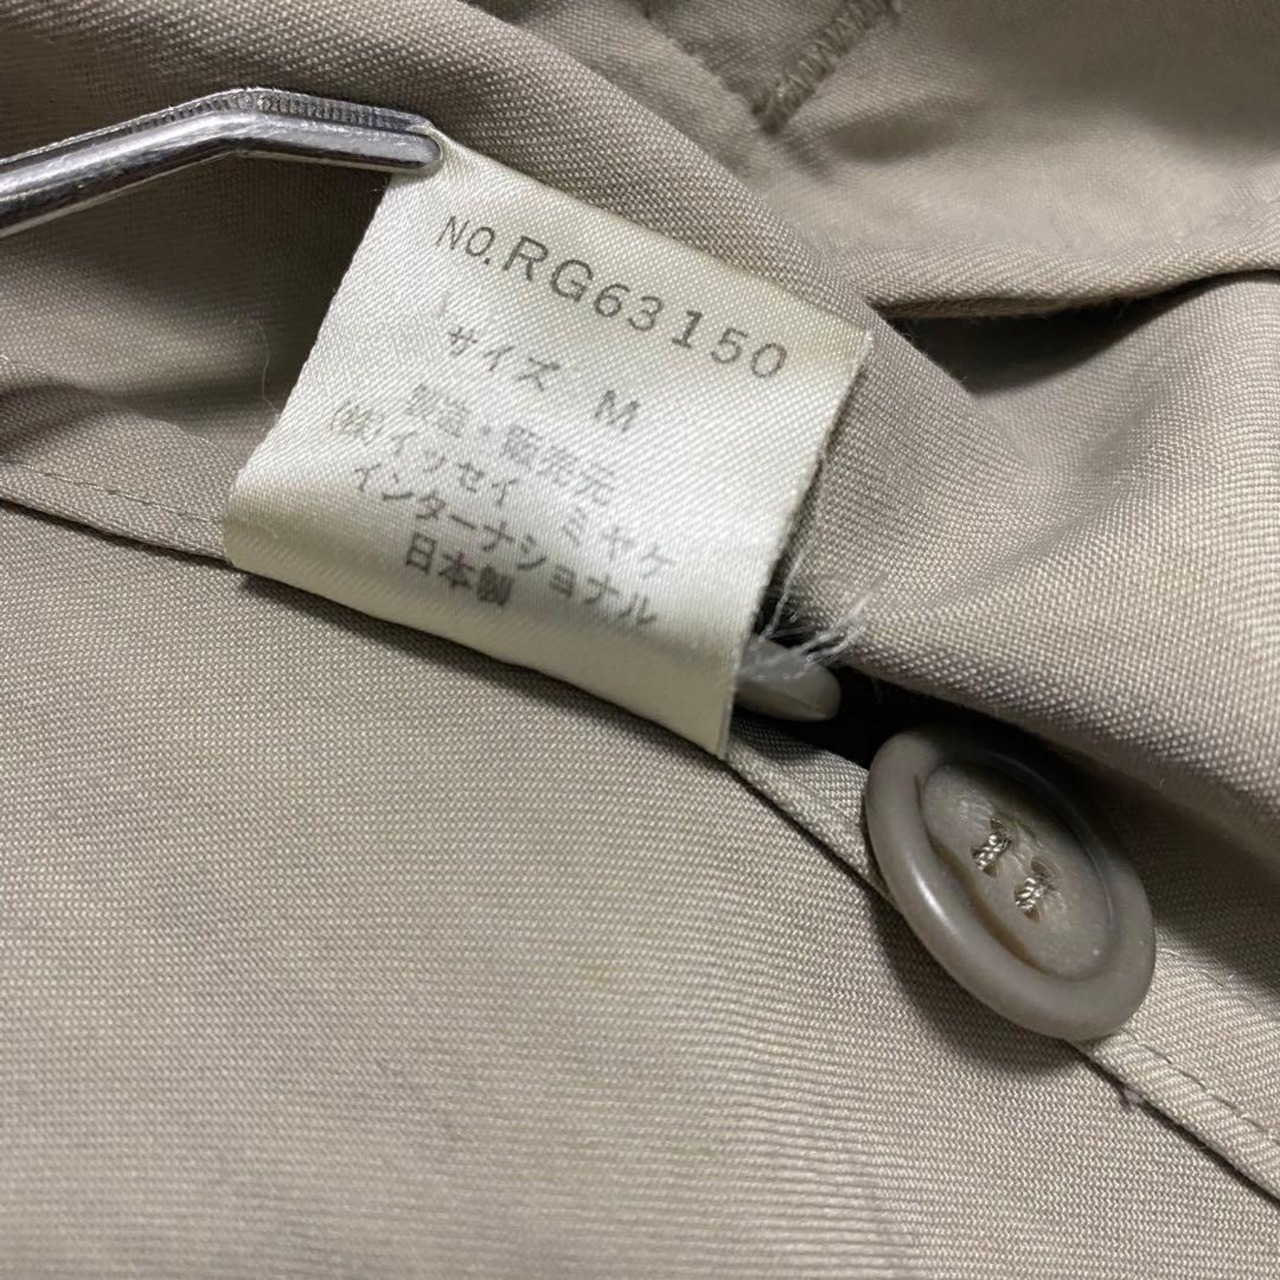 NO.RG63150
サイズ M
製造・販売元
(株)イッセイ ミヤケ
インターナショナル
日本製